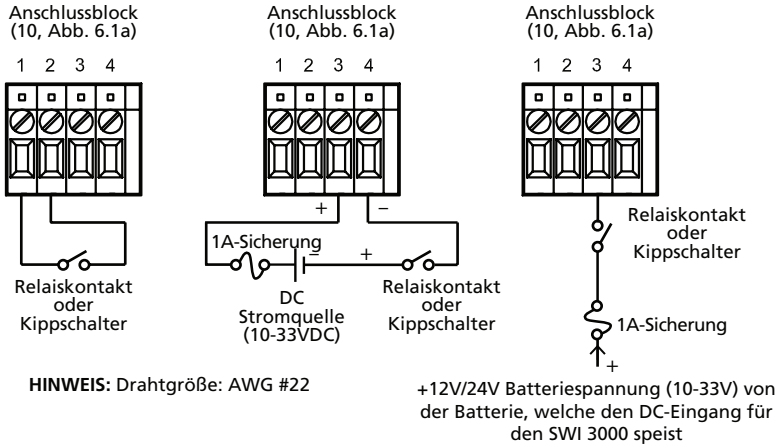 Anschlussblock
(10, Abb. 6.1a)
1 2 3 4
Relaiskontakt
oder
Kippschalter
Anschlussblock
(10, Abb. 6.1a)
1 2 3 4
+ –
1A-Sicherung
– +
DC
Stromquelle
(10-33VDC)
Relaiskontakt
oder
Kippschalter
Anschlussblock
(10, Abb. 6.1a)
1 2 3 4
Relaiskontakt
oder
Kippschalter
1A-Sicherung
+
HINWEIS: Drahtgröße: AWG #22
+12V/24V Batteriespannung (10-33V) von
der Batterie, welche den DC-Eingang für
den SWI 3000 speist